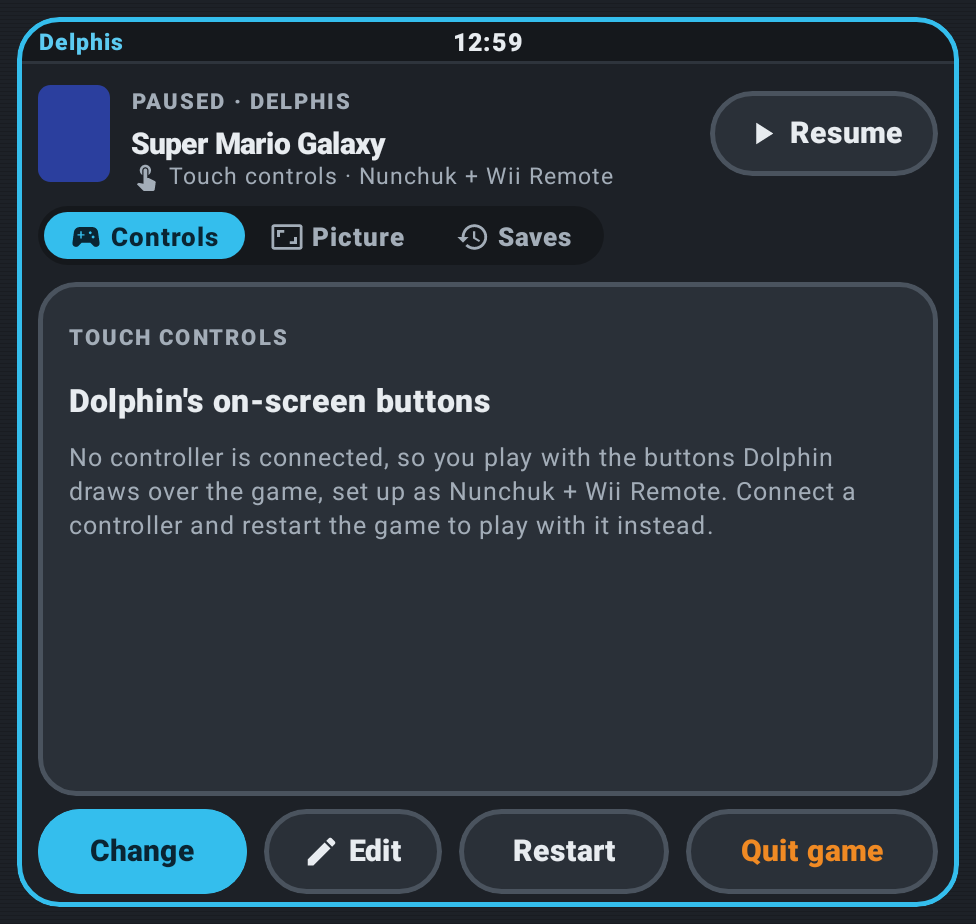 Delphis
12:59
PAUSED · DELPHIS
Super Mario Galaxy
Touch controls · Nunchuk + Wii Remote
Resume
Controls
Picture
Saves
TOUCH CONTROLS
Dolphin's on-screen buttons
No controller is connected, so you play with the buttons Dolphin
draws over the game, set up as Nunchuk + Wii Remote. Connect a
controller and restart the game to play with it instead.
Change
Edit
Restart
Quit game